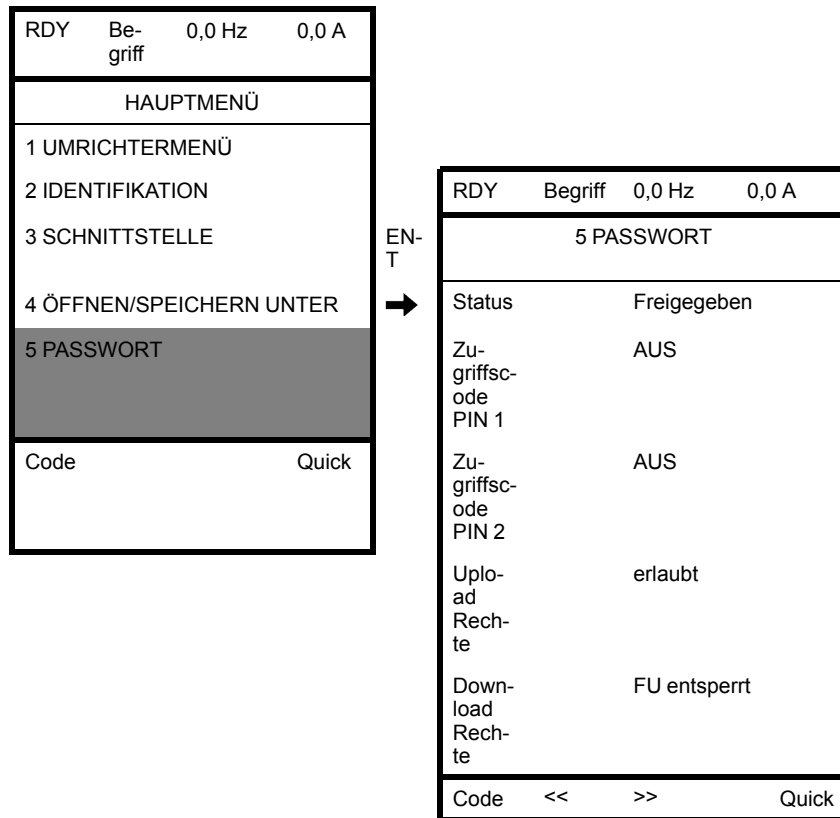 RDY Be- 0,0 Hz 0,0 A
griff
HAUPTMENÜ
1 UMRICHTERMENÜ
2 IDENTIFIKATION
3 SCHNITTSTELLE
4 ÖFFNEN/SPEICHERN UNTER
5 PASSWORT
Code Quick
EN-
T
RDY Begriff 0,0 Hz 0,0 A
5 PASSWORT
Status Freigegeben
Zu- AUS
griffsc-
ode
PIN 1
Zu- AUS
griffsc-
ode
PIN 2
Uplo- erlaubt
ad
Rech-
te
Down- FU entsperrt
load
Rech-
te
Code << >> Quick